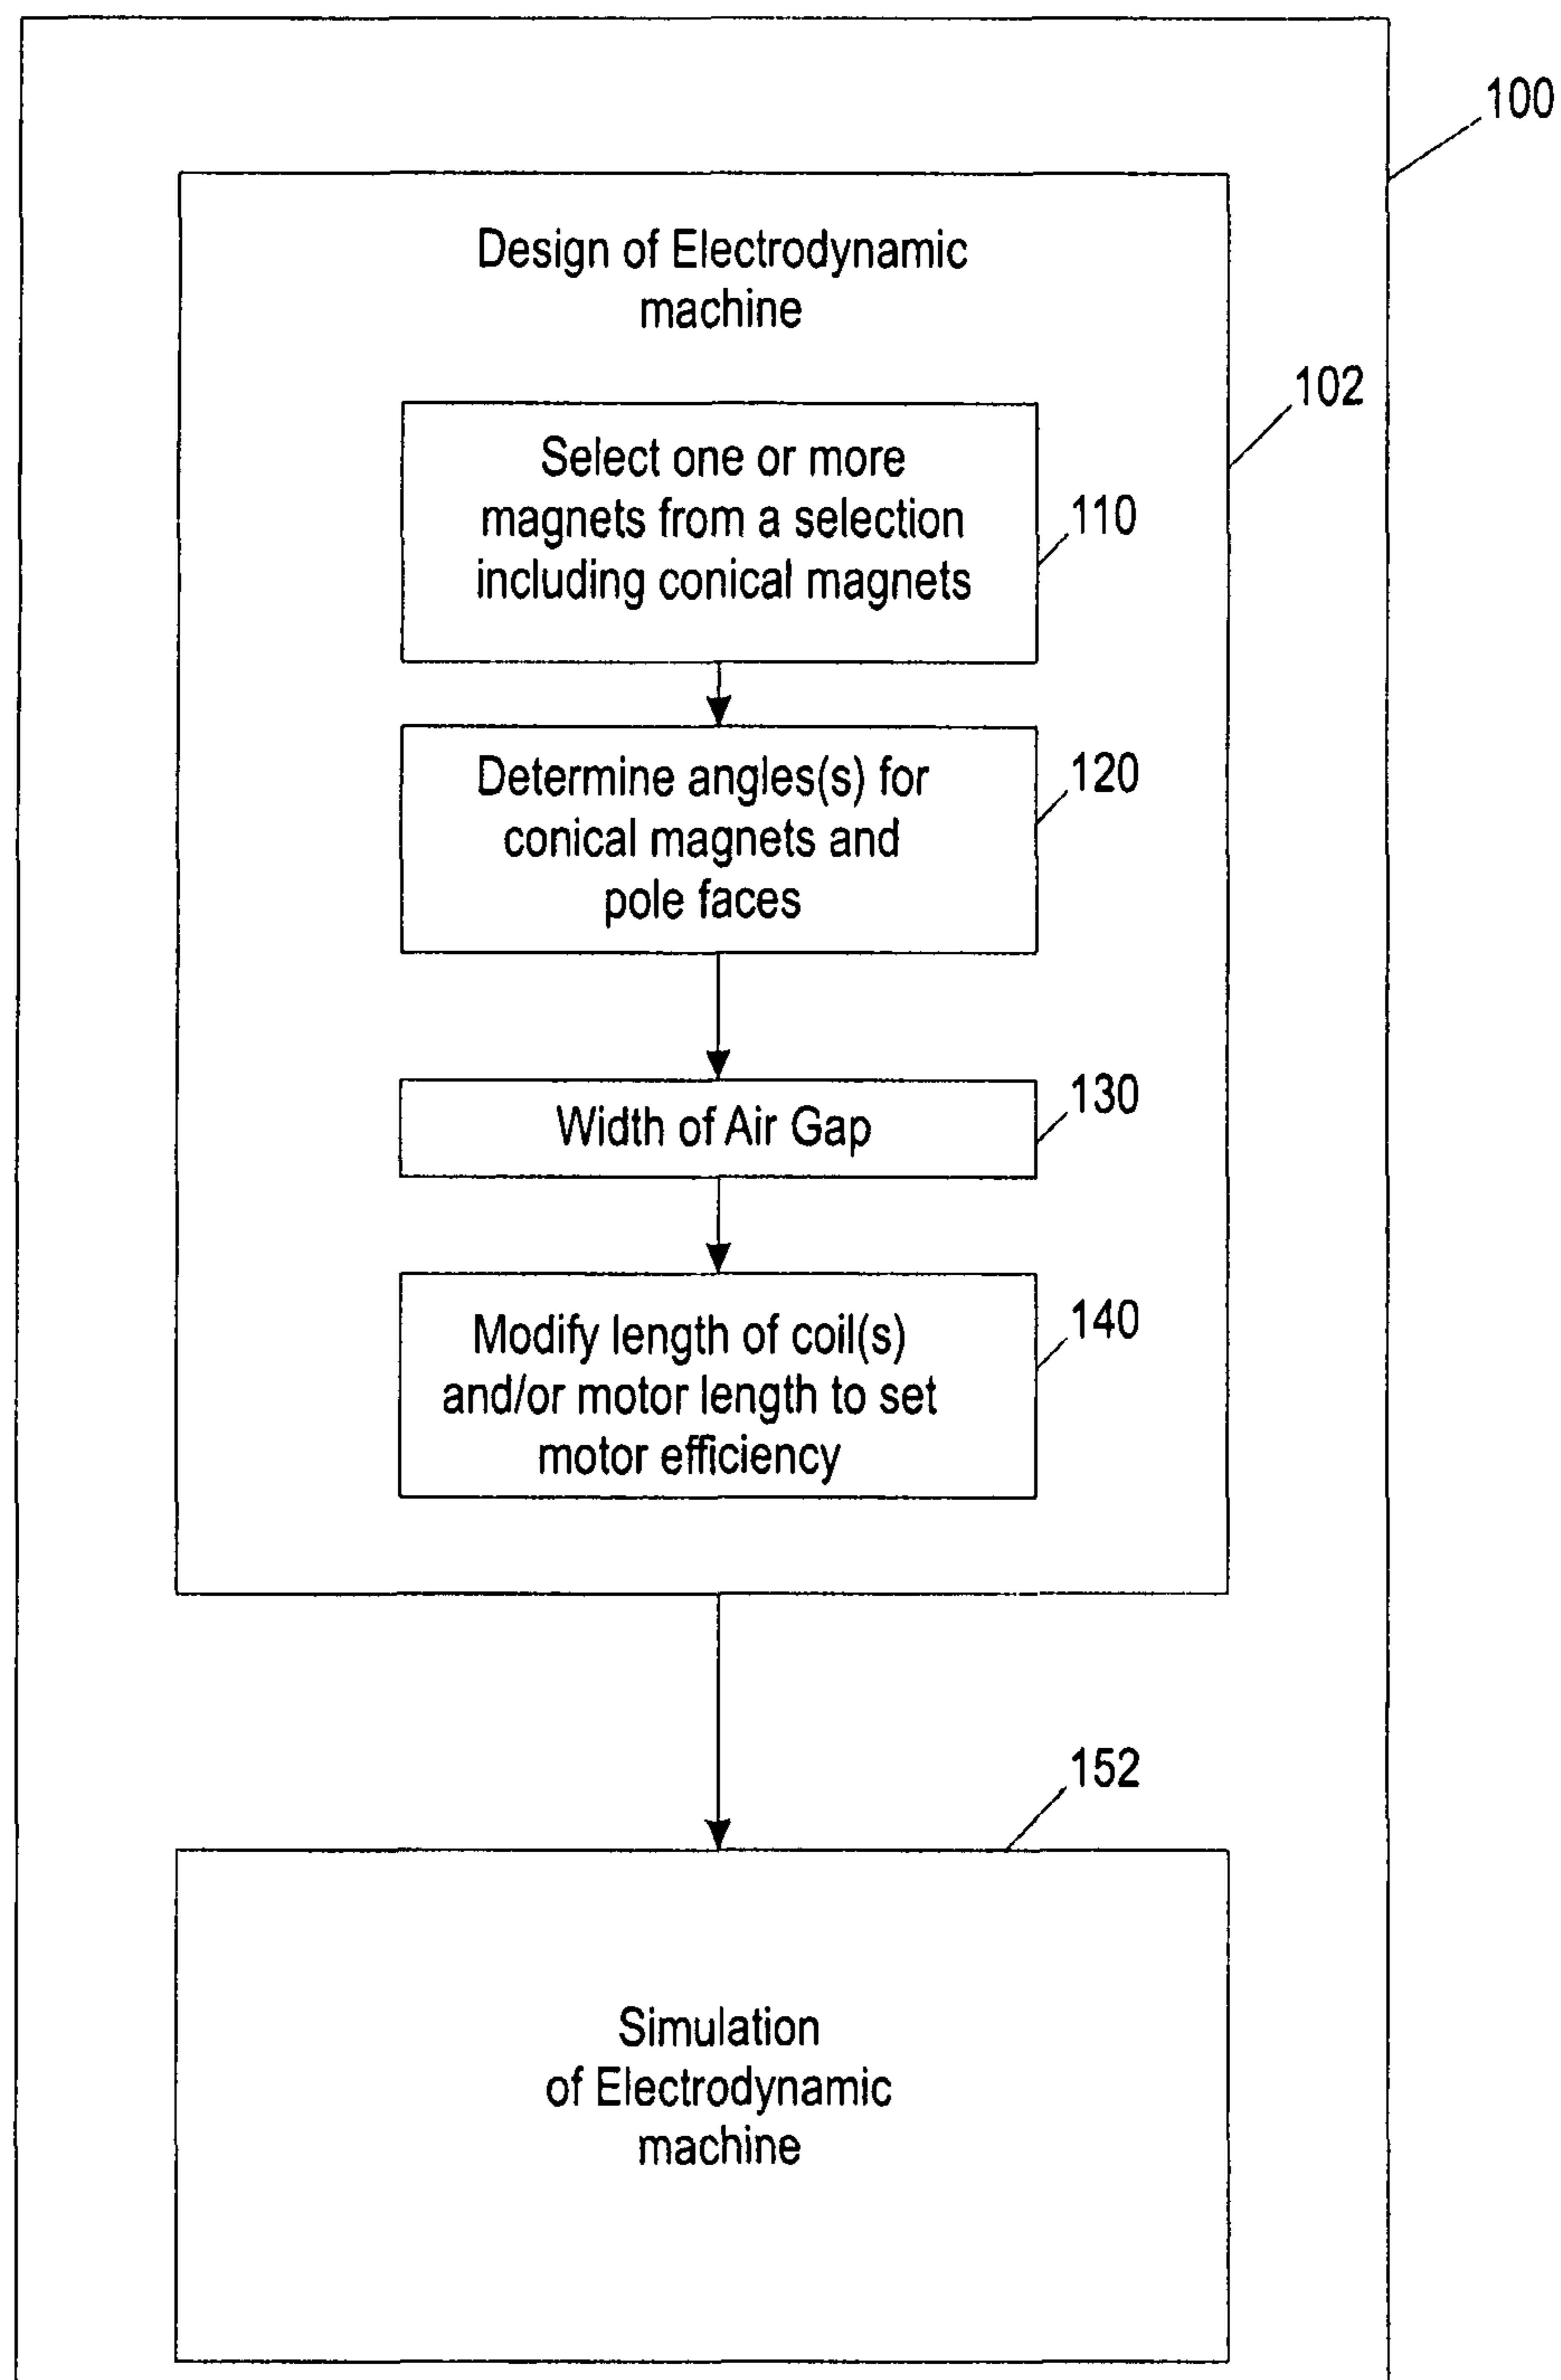 100
Design of Electrodynamic
machine
102
Select one or more
magnets from a selection
including conical magnets
110
Determine angles(s) for
conical magnets and
pole faces
120
Width of Air Gap
130
Modify length of coil(s)
and/or motor length to set
motor efficiency
140
152
Simulation
of Electrodynamic
machine